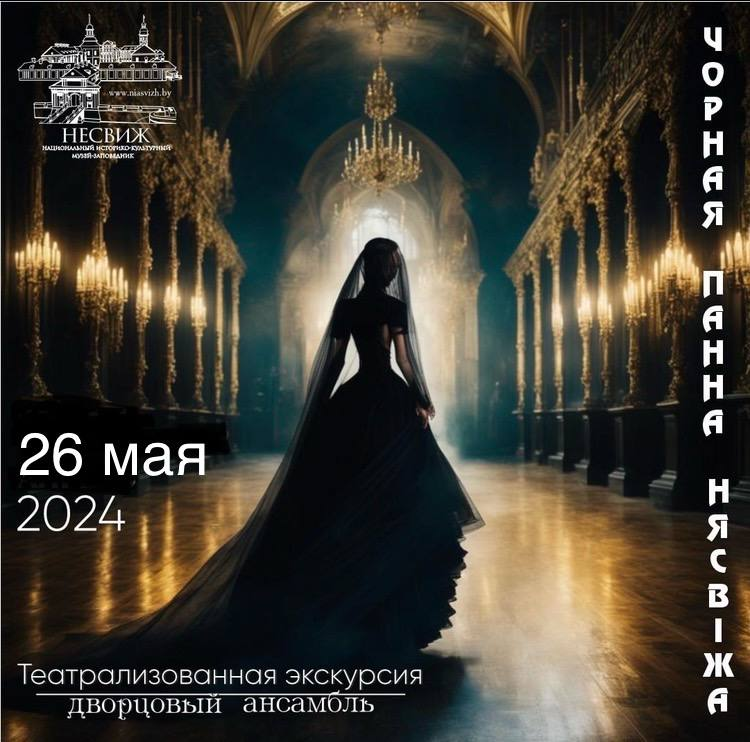 www.niasvizh.by
НЕСВИЖ
НАЦИОНАЛЬНЫЙ ИСТОРИКО-КУЛЬТУРНЫЙ
МУЗЕЙ-ЗАПОВЕДНИК
ЧОРНАЯ ПАННА НЯСВІЖА
26 мая
2024
Театрализованная экскурсия
дворцовый ансамбль